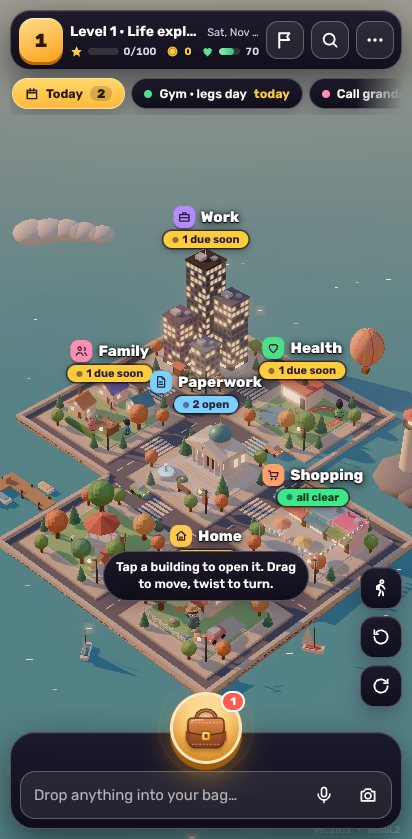 1
Level 1 · Life expl… Sat, Nov …
0/100 0 70
Today 2
Gym · legs day today
Call grand
Work
1 due soon
Family
1 due soon
Health
1 due soon
Paperwork
2 open
Shopping
all clear
Home
Tap a building to open it. Drag
to move, twist to turn.
1
Drop anything into your bag…